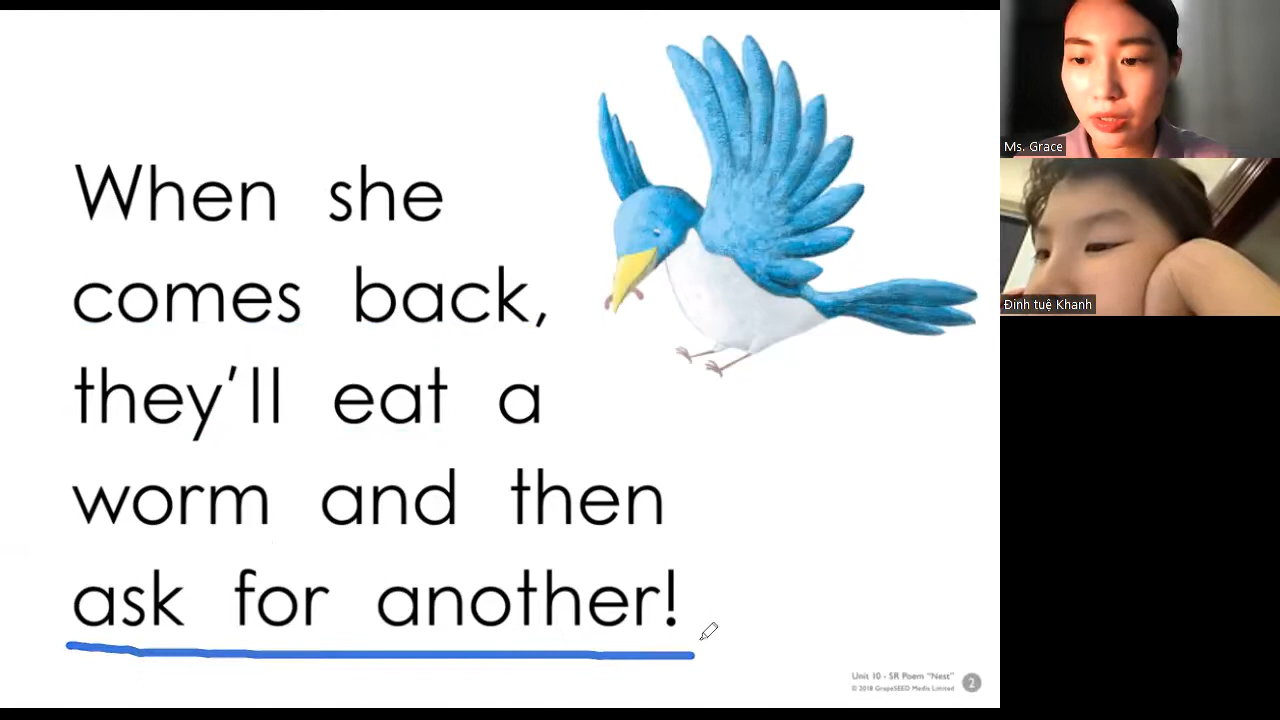 When she
comes back,
they'll eat a
worm and then
ask for another!
Unit 10 - SR Poem "Nest"
© 2018 GrapeSEED Media Limited
2
Ms. Grace
Đinh tuệ Khanh